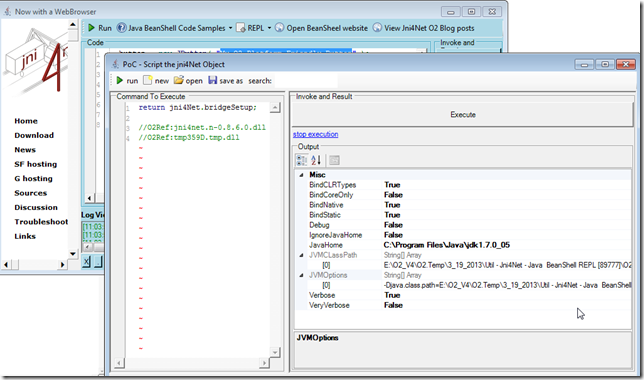 Now with a WebBrowser
jni
4
Home
Download
News
SF hosting
G hosting
Sources
Discussion
Troubleshoot
Links
Run Java BeanShell Code Samples REPL Open BeanSheel website View Jni4Net O2 Blog posts
Code
Invoke and
Log Vie
[11:03:
[11:03:
X
PoC - Script the jni4Net Object
run new open save as search:
Command To Execute
1 return jni4Net.bridgeSetup;
2
3 //O2Ref:jni4net.n-0.8.6.0.dll
4 //O2Ref:tmp359D.tmp.dll
Invoke and Result
Execute
stop execution
Output
Misc
BindCLRTypes True
BindCoreOnly False
BindNative True
BindStatic True
Debug False
IgnoreJavaHome False
JavaHome C:\Program Files\Java\jdk1.7.0_05
JVMCLassPath String[] Array
[0] E:\O2_V4\O2.Temp\3_19_2013\Util - Jni4Net - Java BeanShell REPL [89777]\O2
JVMOptions String[] Array
[0] -Djava.class.path=E:\O2_V4\O2.Temp\3_19_2013\Util - Jni4Net - Java BeanShell
Verbose True
VeryVerbose False
JVMOptions